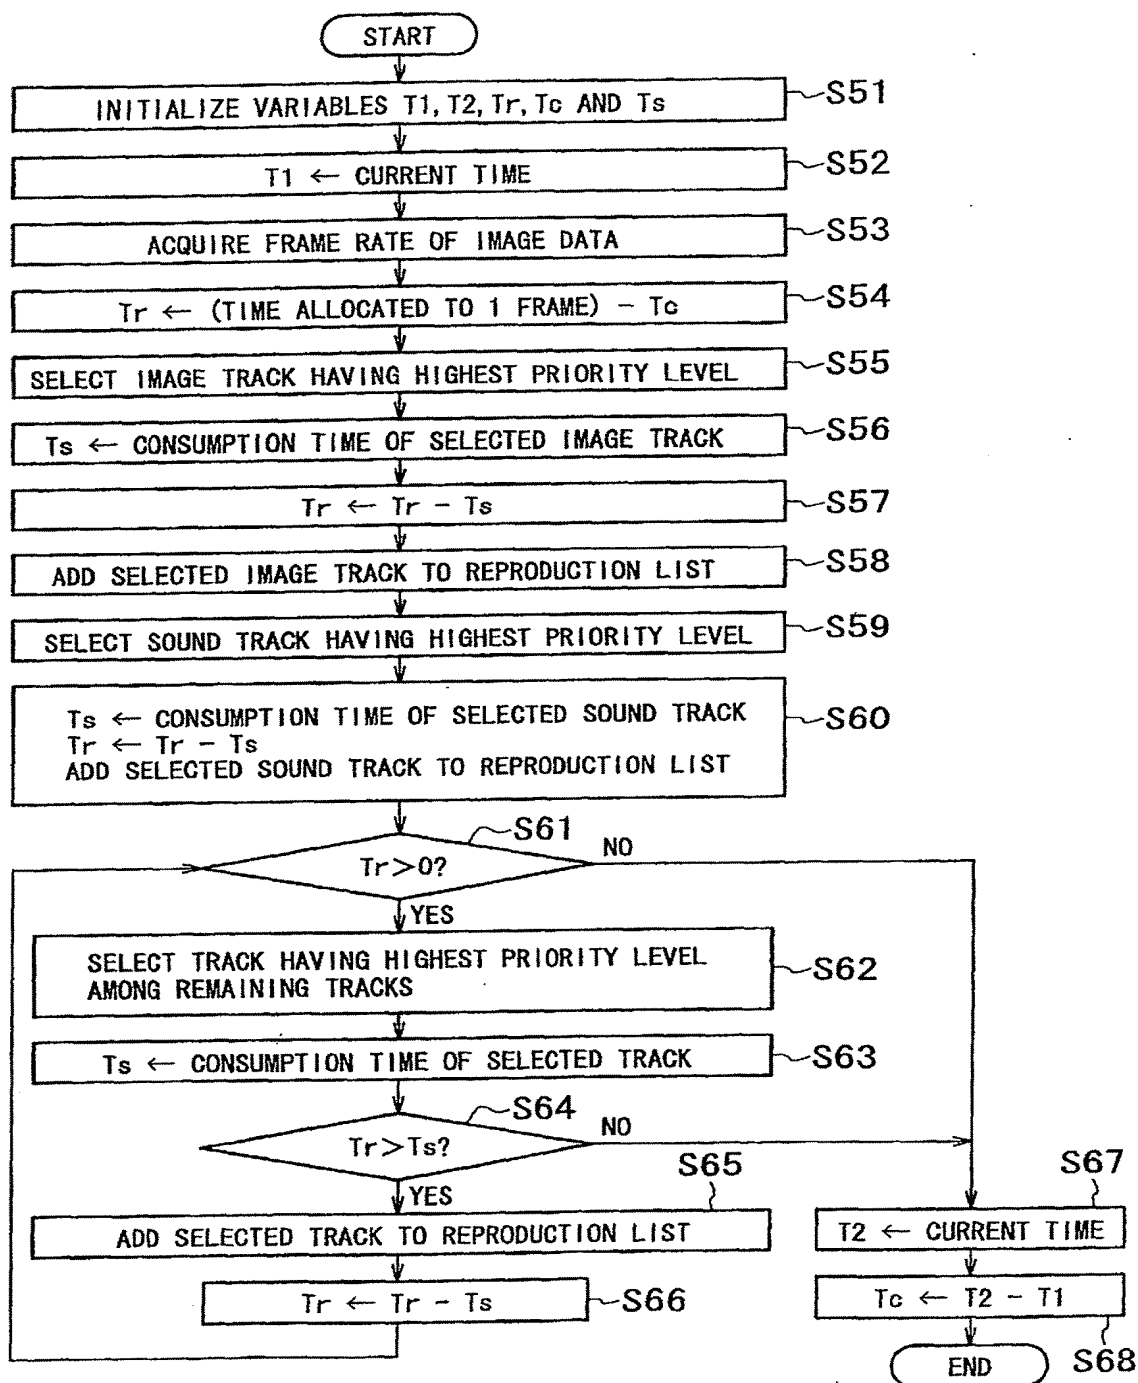 START
INITIALIZE VARIABLES T1, T2, Tr, Tc AND Ts
S51
T1 ← CURRENT TIME
S52
ACQUIRE FRAME RATE OF IMAGE DATA
S53
Tr ← (TIME ALLOCATED TO 1 FRAME) - Tc
S54
SELECT IMAGE TRACK HAVING HIGHEST PRIORITY LEVEL
S55
Ts ← CONSUMPTION TIME OF SELECTED IMAGE TRACK
S56
Tr ← Tr - Ts
S57
ADD SELECTED IMAGE TRACK TO REPRODUCTION LIST
S58
SELECT SOUND TRACK HAVING HIGHEST PRIORITY LEVEL
S59
Ts ← CONSUMPTION TIME OF SELECTED SOUND TRACK
Tr ← Tr - Ts
ADD SELECTED SOUND TRACK TO REPRODUCTION LIST
S60
S61
Tr>0?
NO
YES
SELECT TRACK HAVING HIGHEST PRIORITY LEVEL
AMONG REMAINING TRACKS
S62
Ts ← CONSUMPTION TIME OF SELECTED TRACK
S63
S64
Tr>Ts?
NO
YES
S65
ADD SELECTED TRACK TO REPRODUCTION LIST
Tr ← Tr - Ts
S66
S67
T2 ← CURRENT TIME
Tc ← T2 - T1
S68
END